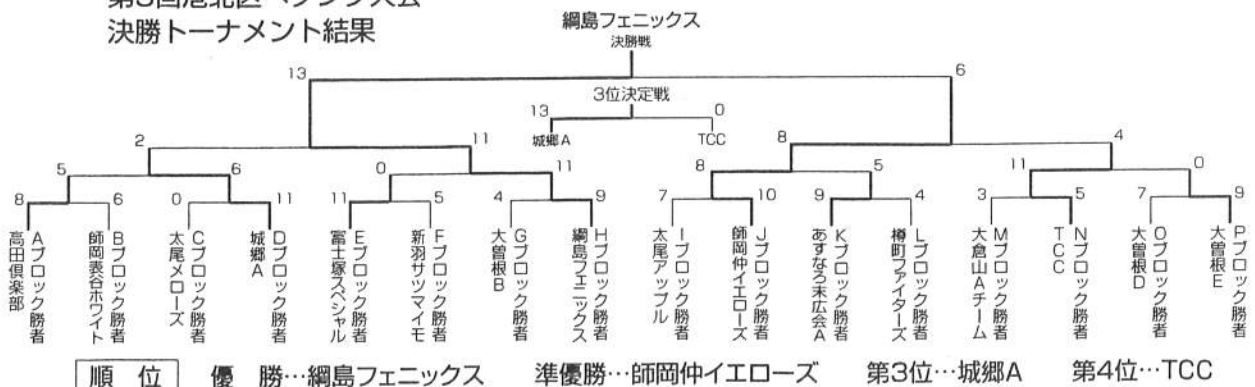 決勝トーナメント結果
綱島フェニックス
決勝戦
13
6
3位決定戦
13
0
城郷A
TCC
2
11
8
4
5
6
0
11
8
5
11
0
8
6
0
11
11
5
4
9
7
10
9
4
3
5
7
9
Aブロック勝者
高田倶楽部
Bブロック勝者
師岡表谷ホワイト
Cブロック勝者
太尾メローズ
Dブロック勝者
城郷A
Eブロック勝者
富士塚スペシャル
Fブロック勝者
新羽サツマイモ
Gブロック勝者
大曽根B
Hブロック勝者
綱島フェニックス
Iブロック勝者
太尾アップル
Jブロック勝者
師岡仲イエローズ
Kブロック勝者
あすなろ末広会A
Lブロック勝者
樽町ファイターズ
Mブロック勝者
大倉山Aチーム
Nブロック勝者
TCC
Oブロック勝者
大曽根D
Pブロック勝者
大曽根E
順 位 優 勝…綱島フェニックス 準優勝…師岡仲イエローズ 第3位…城郷A 第4位…TCC